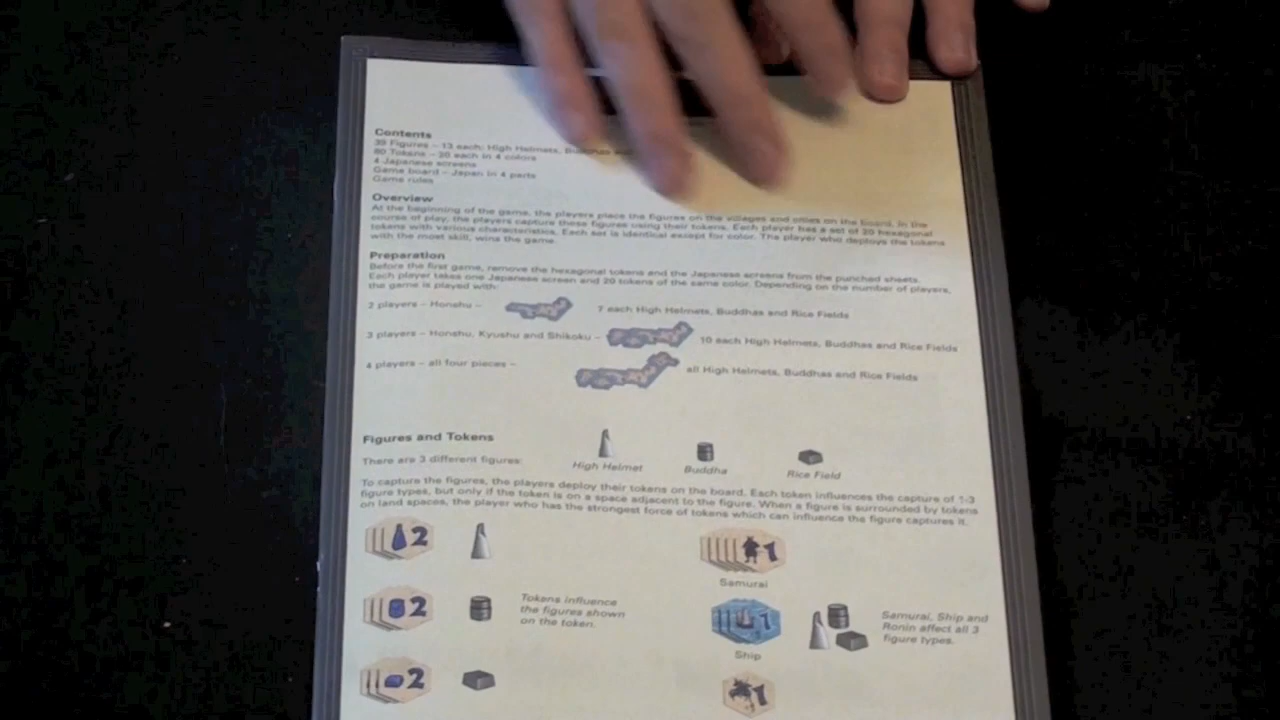 Contents
39 Figures – 13 each: High Helmets, Buddhas
80 Tokens – 20 each in 4 colors
4 Japanese screens
Game board – Japan in 4 parts
Game rules
Overview
At the beginning of the game, the players place the figures on the villages and cities on the board. In the
course of play, the players capture these figures using their tokens. Each player has a set of 20 hexagonal
tokens with various characteristics. Each set is identical except for color. The player who deploys the tokens
with the most skill, wins the game.
Preparation
Before the first game, remove the hexagonal tokens and the Japanese screens from the punched sheets.
Each player takes one Japanese screen and 20 tokens of the same color. Depending on the number of players,
the game is played with:
2 players – Honshu – 7 each High Helmets, Buddhas and Rice Fields
3 players – Honshu, Kyushu and Shikoku – 10 each High Helmets, Buddhas and Rice Fields
4 players – all four pieces – all High Helmets, Buddhas and Rice Fields
Figures and Tokens
There are 3 different figures:
High Helmet Buddha Rice Field
To capture the figures, the players deploy their tokens on the board. Each token influences the capture of 1-3
figure types, but only if the token is on a space adjacent to the figure. When a figure is surrounded by tokens
on land spaces, the player who has the strongest force of tokens which can influence the figure captures it.
2
1
Samurai
2
Tokens influence
the figures shown
on the token.
1
Ship
Samurai, Ship and
Ronin affect all 3
figure types.
2
1